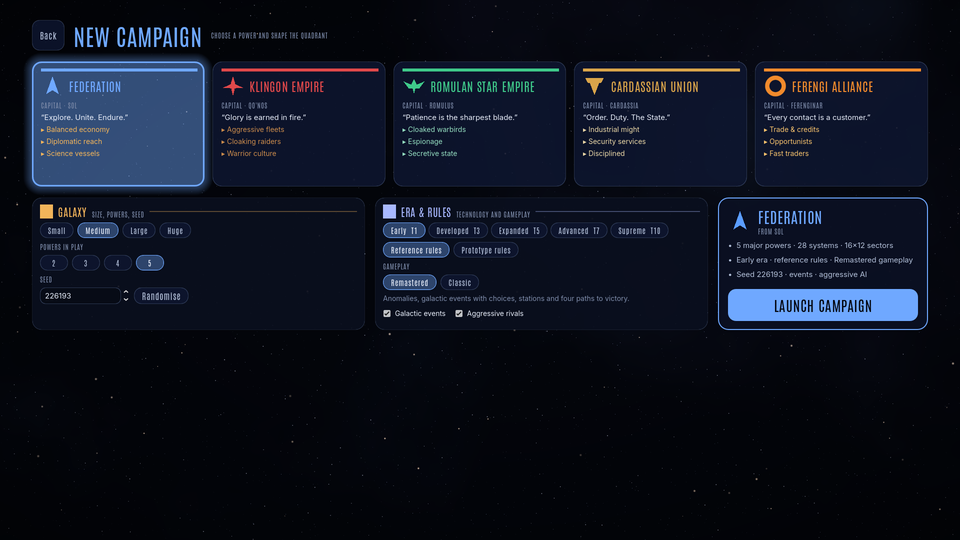 Back
NEW CAMPAIGN
CHOOSE A POWER AND SHAPE THE QUADRANT
FEDERATION
CAPITAL · SOL
“Explore. Unite. Endure.”
▸ Balanced economy
▸ Diplomatic reach
▸ Science vessels
KLINGON EMPIRE
CAPITAL · QO'NOS
“Glory is earned in fire.”
▸ Aggressive fleets
▸ Cloaking raiders
▸ Warrior culture
ROMULAN STAR EMPIRE
CAPITAL · ROMULUS
“Patience is the sharpest blade.”
▸ Cloaked warbirds
▸ Espionage
▸ Secretive state
CARDASSIAN UNION
CAPITAL · CARDASSIA
“Order. Duty. The State.”
▸ Industrial might
▸ Security services
▸ Disciplined
FERENGI ALLIANCE
CAPITAL · FERENGINAR
“Every contact is a customer.”
▸ Trade & credits
▸ Opportunists
▸ Fast traders
GALAXY SIZE, POWERS, SEED
Small Medium Large Huge
POWERS IN PLAY
2 3 4 5
SEED
226193 Randomise
ERA & RULES TECHNOLOGY AND GAMEPLAY
Early T1 Developed T3 Expanded T5 Advanced T7 Supreme T10
Reference rules Prototype rules
GAMEPLAY
Remastered Classic
Anomalies, galactic events with choices, stations and four paths to victory.
Galactic events Aggressive rivals
FEDERATION
FROM SOL
• 5 major powers · 28 systems · 16×12 sectors
• Early era · reference rules · Remastered gameplay
• Seed 226193 · events · aggressive AI
LAUNCH CAMPAIGN